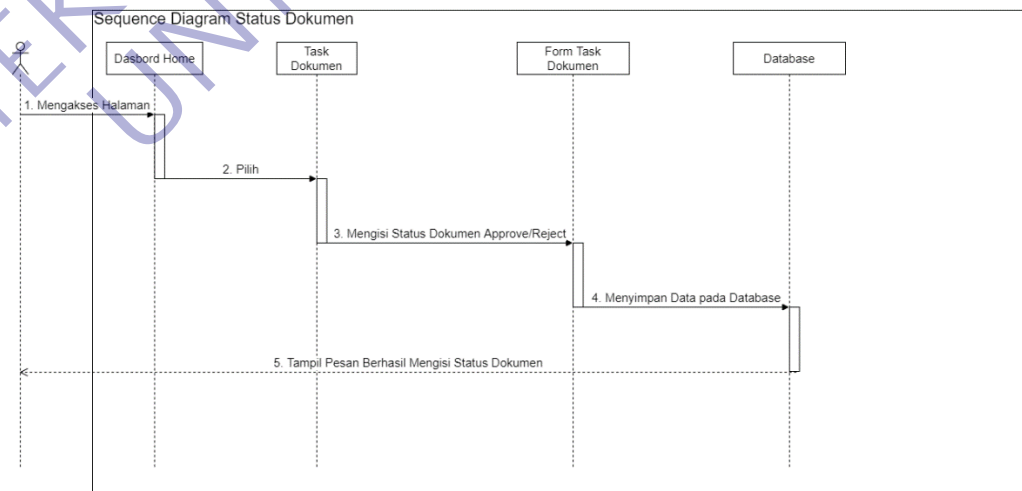 Sequence Diagram Status Dokumen
Dasbord Home
Task
Dokumen
Form Task
Dokumen
Database
1. Mengakses Halaman
2. Pilih
3. Mengisi Status Dokumen Approve/Reject
4. Menyimpan Data pada Database
5. Tampil Pesan Berhasil Mengisi Status Dokumen